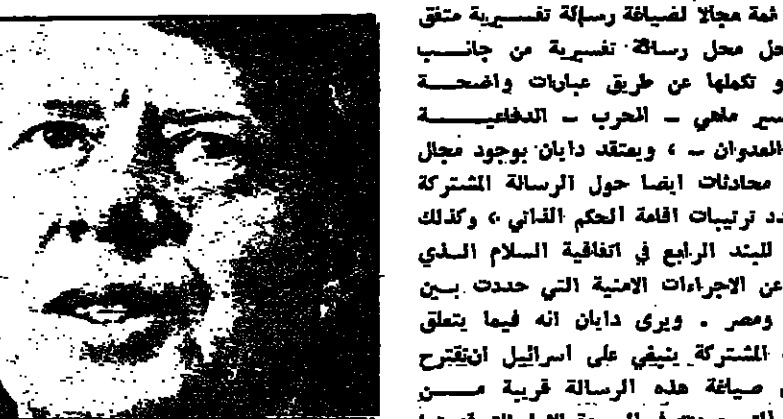 ثمة مجالا لضياغة رسالة تفسيرية متفق
حل محل رسالة تفسيرية من جانب
و تكملها عن طريق عبارات واضحة
سير ماهي - الحرب - الدفاعية
العدوان - ، ويعتقد دايان بوجود مجال
محادثات ايضا حول الرسالة المشتركة
دد ترتيبات اقامة الحكم الذاتي ، وكذلك
للبند الرابع في اتفاقية السلام الذي
عن الاجراءات الامنية التي حددت بين
ومصر . ويرى دايان انه فيما يتعلق
المشتركة ينبغي على اسرائيل ان تقترح
صياغة هذه الرسالة قريبة من